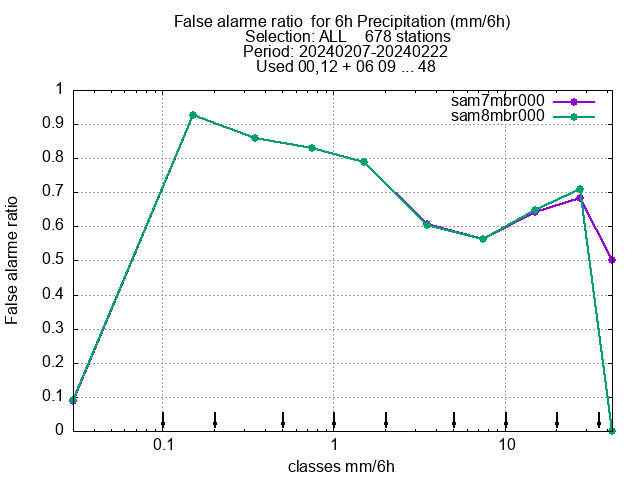 False alarme ratio  for 6h Precipitation (mm/6h)
Selection: ALL    678 stations
Period: 20240207-20240222
Used 00,12 + 06 09 ... 48
sam7mbr000
sam8mbr000
1
0.9
0.8
0.7
0.6
0.5
0.4
0.3
0.2
0.1
0
False alarme ratio
0.1
1
10
classes mm/6h